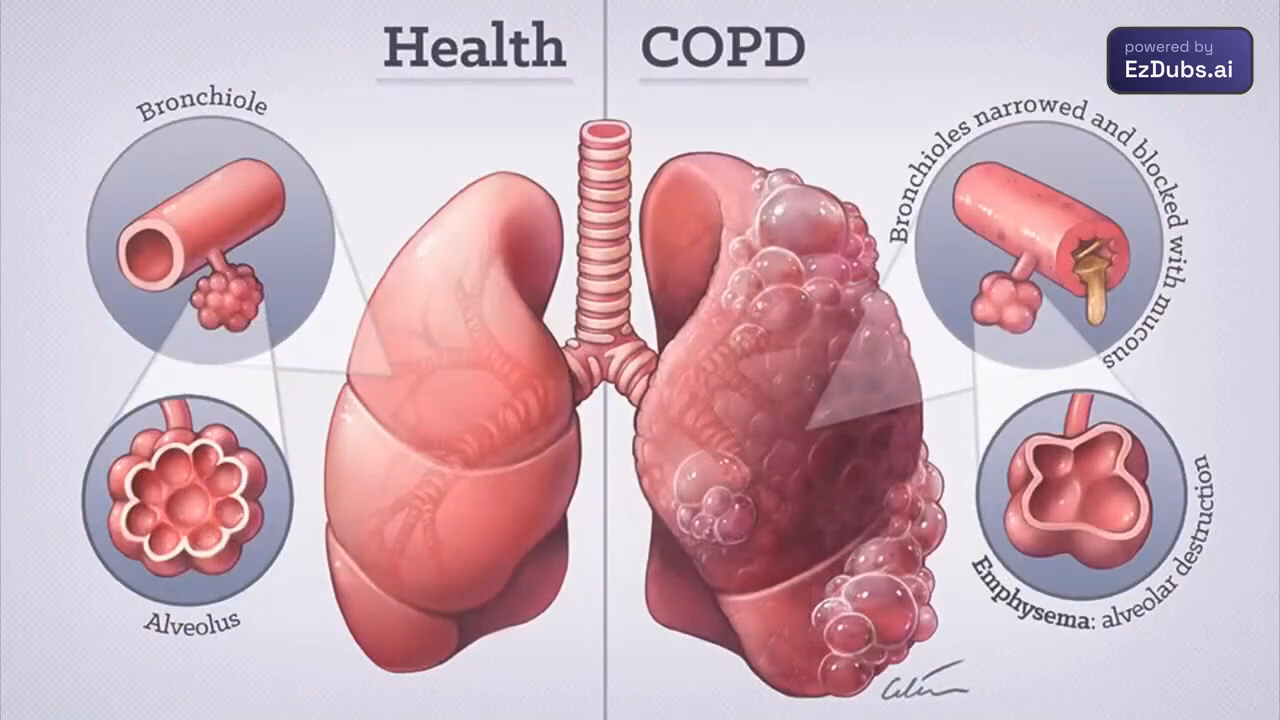 Health
COPD
powered by
EzDubs.ai
Bronchiole
Bronchioles narrowed and blocked with mucous
Alveolus
Emphysema: alveolar destruction